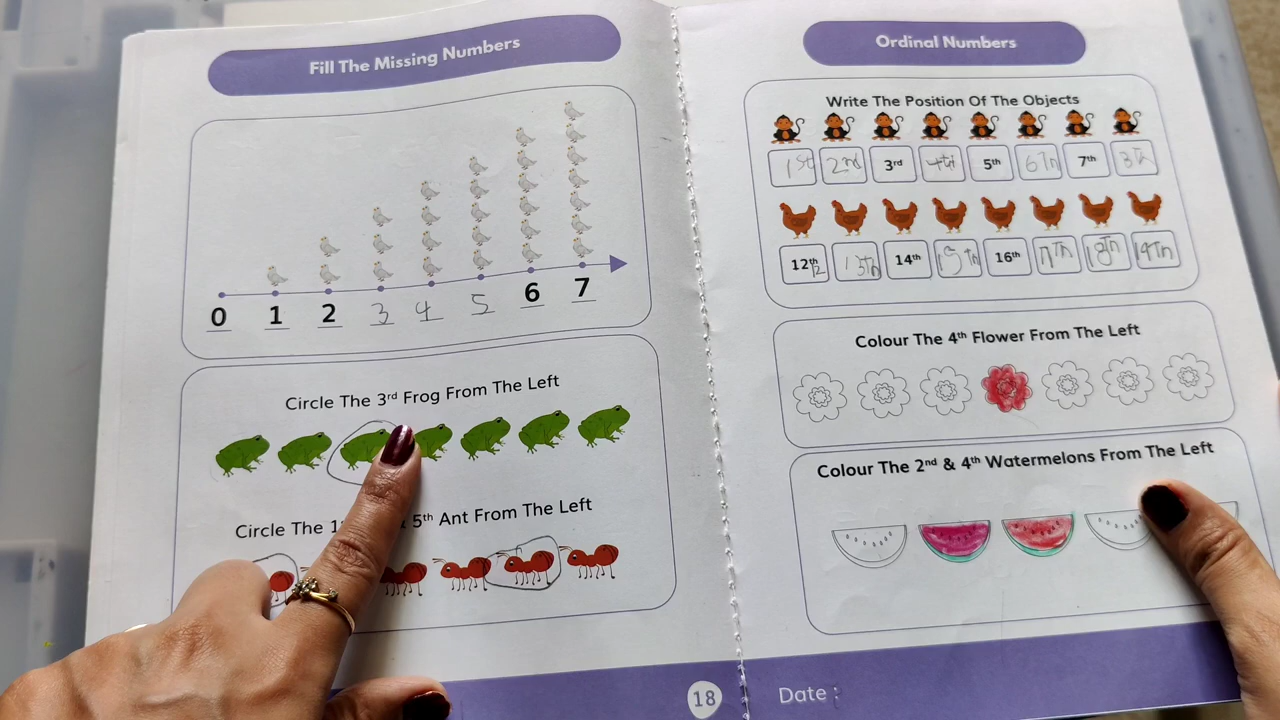 Fill The Missing Numbers
0 1 2 3 4 5 6 7
Circle The 3rd Frog From The Left
Circle The 5th Ant From The Left
18
Ordinal Numbers
Write The Position Of The Objects
1st 2nd 3rd 4th 5th 6Th 7th
12th 13Th 14th 15Th 16th 18Th 19Th
Colour The 4th Flower From The Left
Colour The 2nd & 4th Watermelons From The Left
Date :